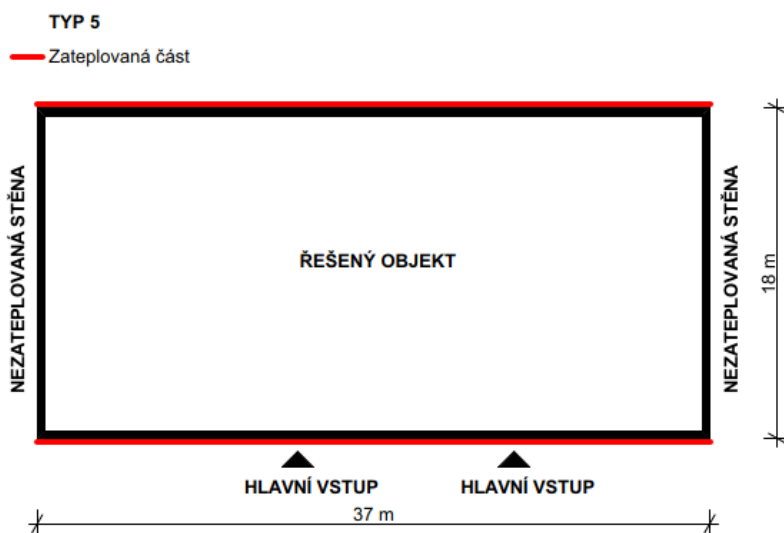 TYP 5
Zateplovaná část
NEZATEPLOVANÁ STĚNA
ŘEŠENÝ OBJEKT
NEZATEPLOVANÁ STĚNA
18 m
HLAVNÍ VSTUP
HLAVNÍ VSTUP
37 m